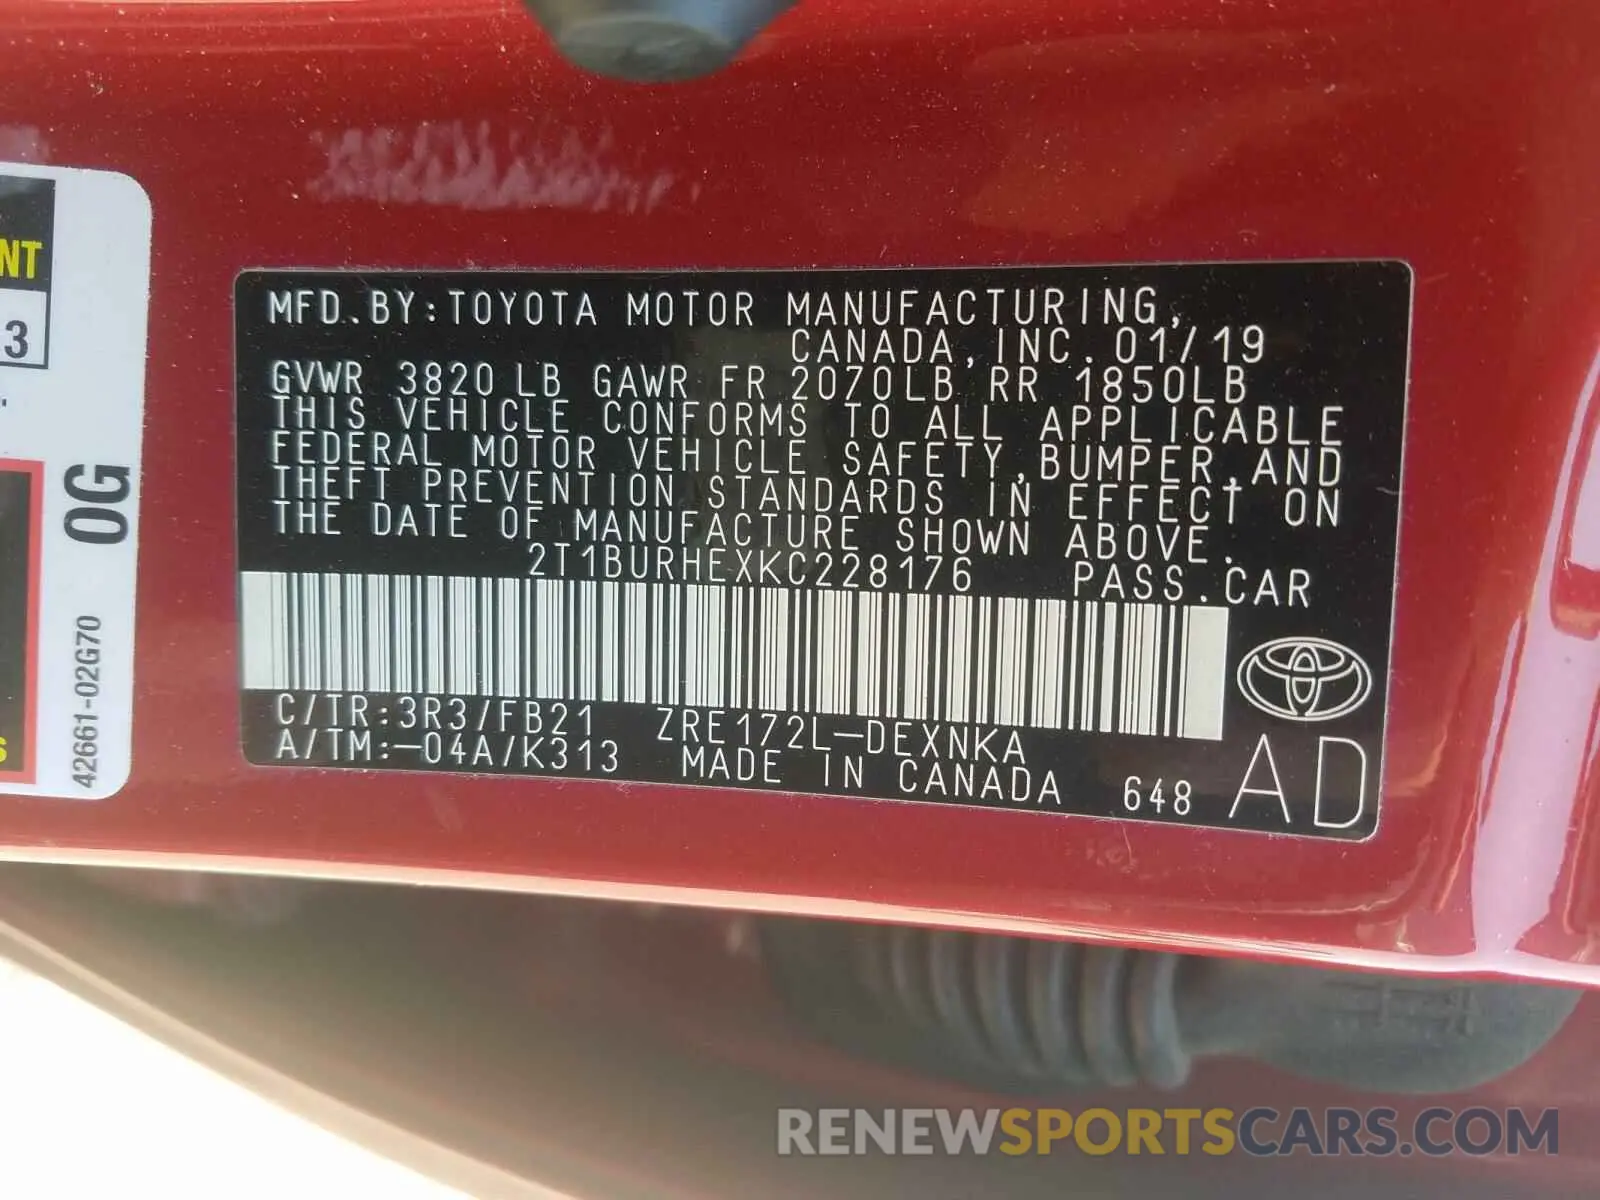 MFD.BY:TOYOTA MOTOR MANUFACTURING,
CANADA,INC.01/19
GVWR 3820LB GAWR FR 2070LB RR 1850LB
THIS VEHICLE CONFORMS TO ALL APPLICABLE
FEDERAL MOTOR VEHICLE SAFETY,BUMPER,AND
THEFT PREVENTION STANDARDS IN EFFECT ON
THE DATE OF MANUFACTURE SHOWN ABOVE.
2T1BURHEXKC228176 PASS.CAR
C/TR:3R3/FB21 ZRE172L-DEXNKA
A/TM:-04A/K313 MADE IN CANADA 648 AD
NT
3
S
0G
42661-02G70
RENEWSPORTSCARS.COM